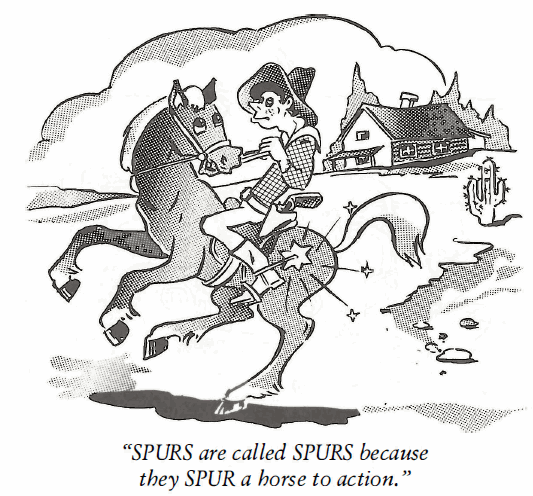 “SPURS are called SPURS because
they SPUR a horse to action.”